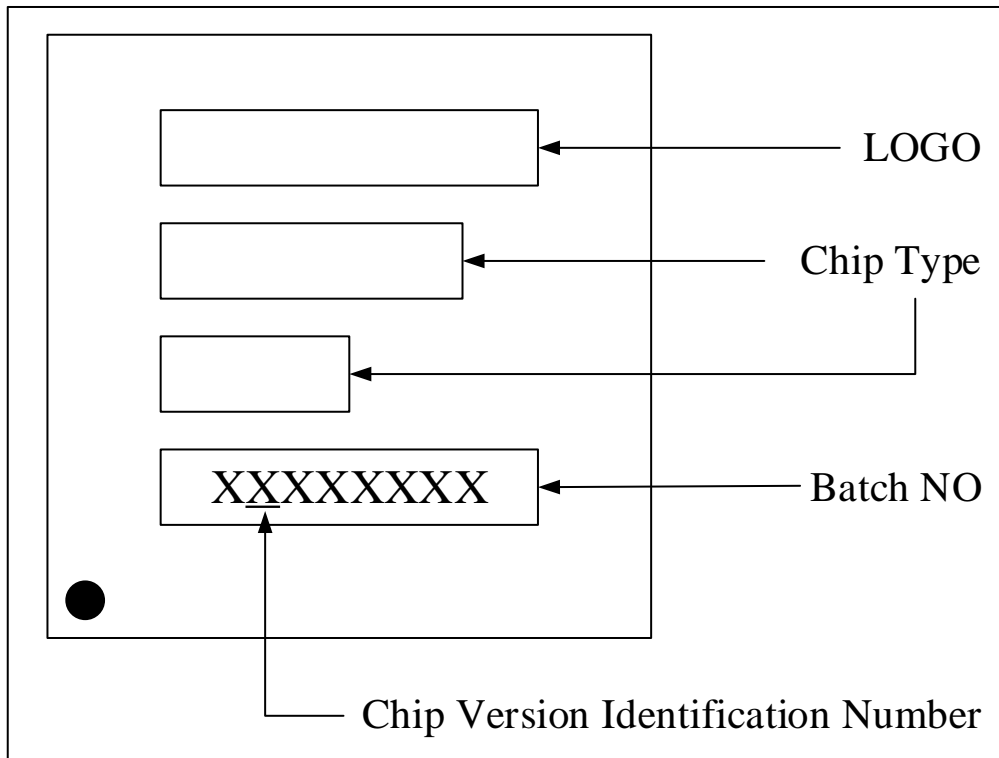 LOGO
Chip Type
XXXXXXXX
Batch NO
Chip Version Identification Number